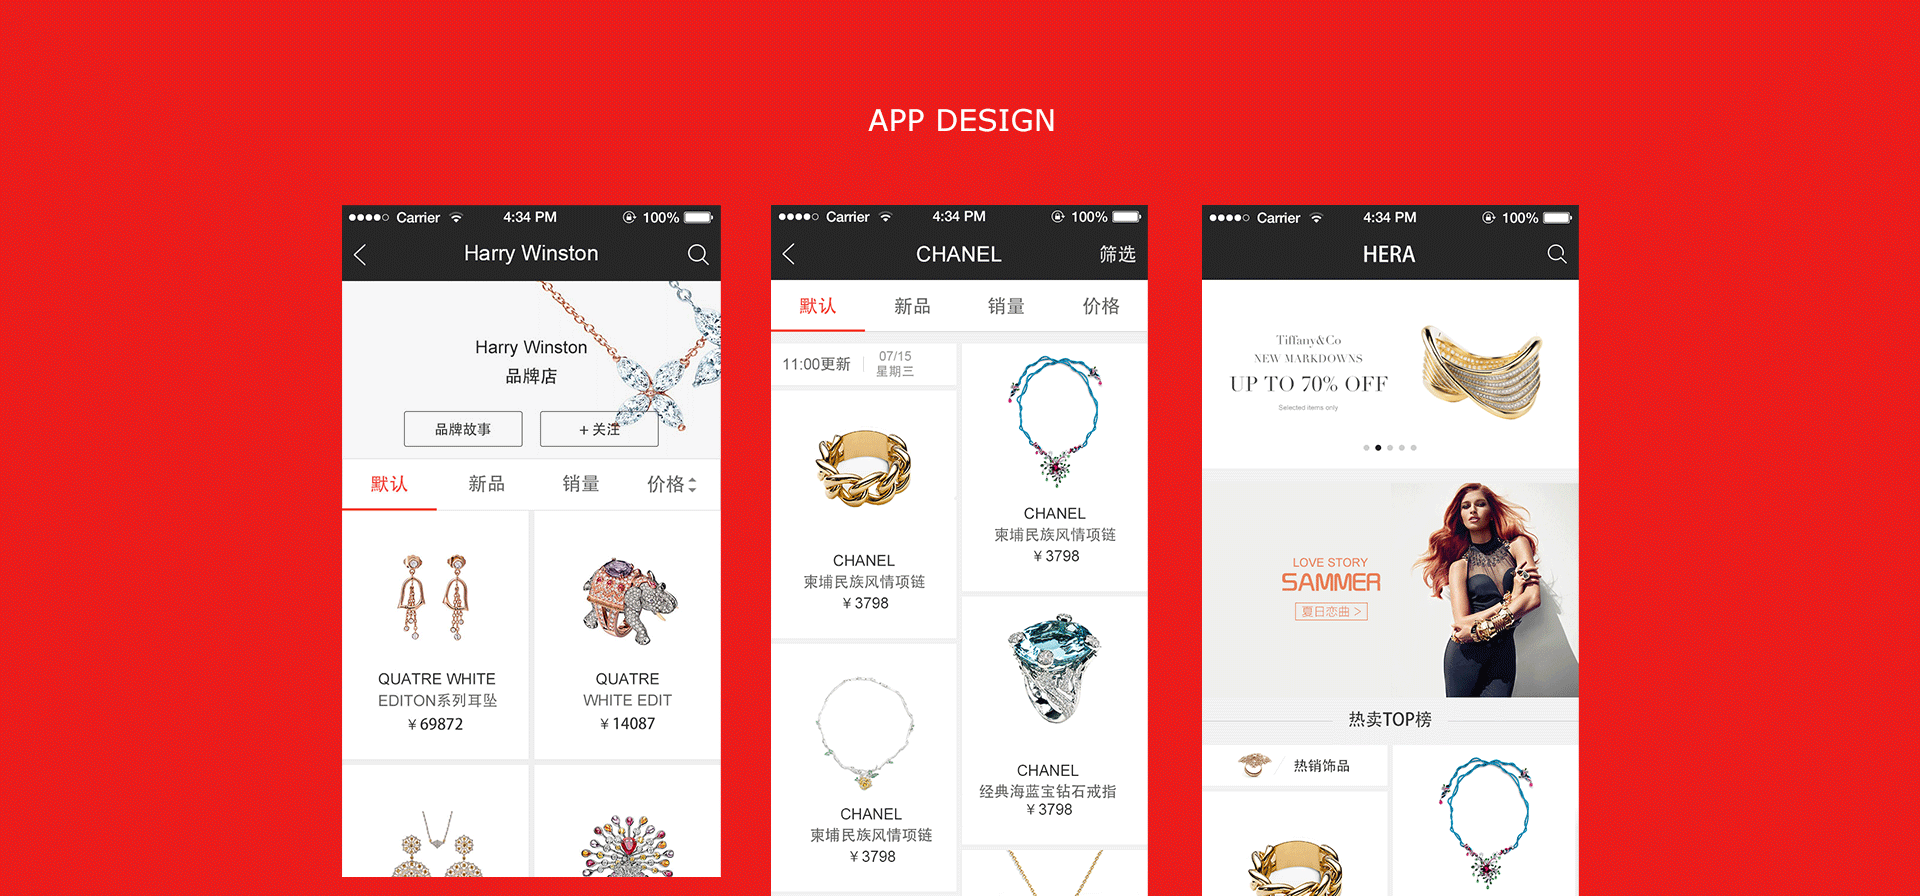 APP DESIGN
Carrier 4:34 PM 100%
Harry Winston
Harry Winston
品牌店
品牌故事
+ 关注
默认 新品 销量 价格
QUATRE WHITE
EDITON系列耳坠
¥ 69872
QUATRE
WHITE EDIT
¥ 14087
Carrier 4:34 PM 100%
CHANEL 筛选
默认 新品 销量 价格
11:00更新
07/15
星期三
CHANEL
柬埔民族风情项链
¥ 3798
CHANEL
柬埔民族风情项链
¥ 3798
CHANEL
柬埔民族风情项链
¥ 3798
CHANEL
经典海蓝宝钻石戒指
¥ 3798
Carrier 4:34 PM 100%
HERA
Tiffany&Co
NEW MARKDOWNS
UP TO 70% OFF
Selected items only
LOVE STORY
SAMMER
夏日恋曲 >
热卖TOP榜
热销饰品